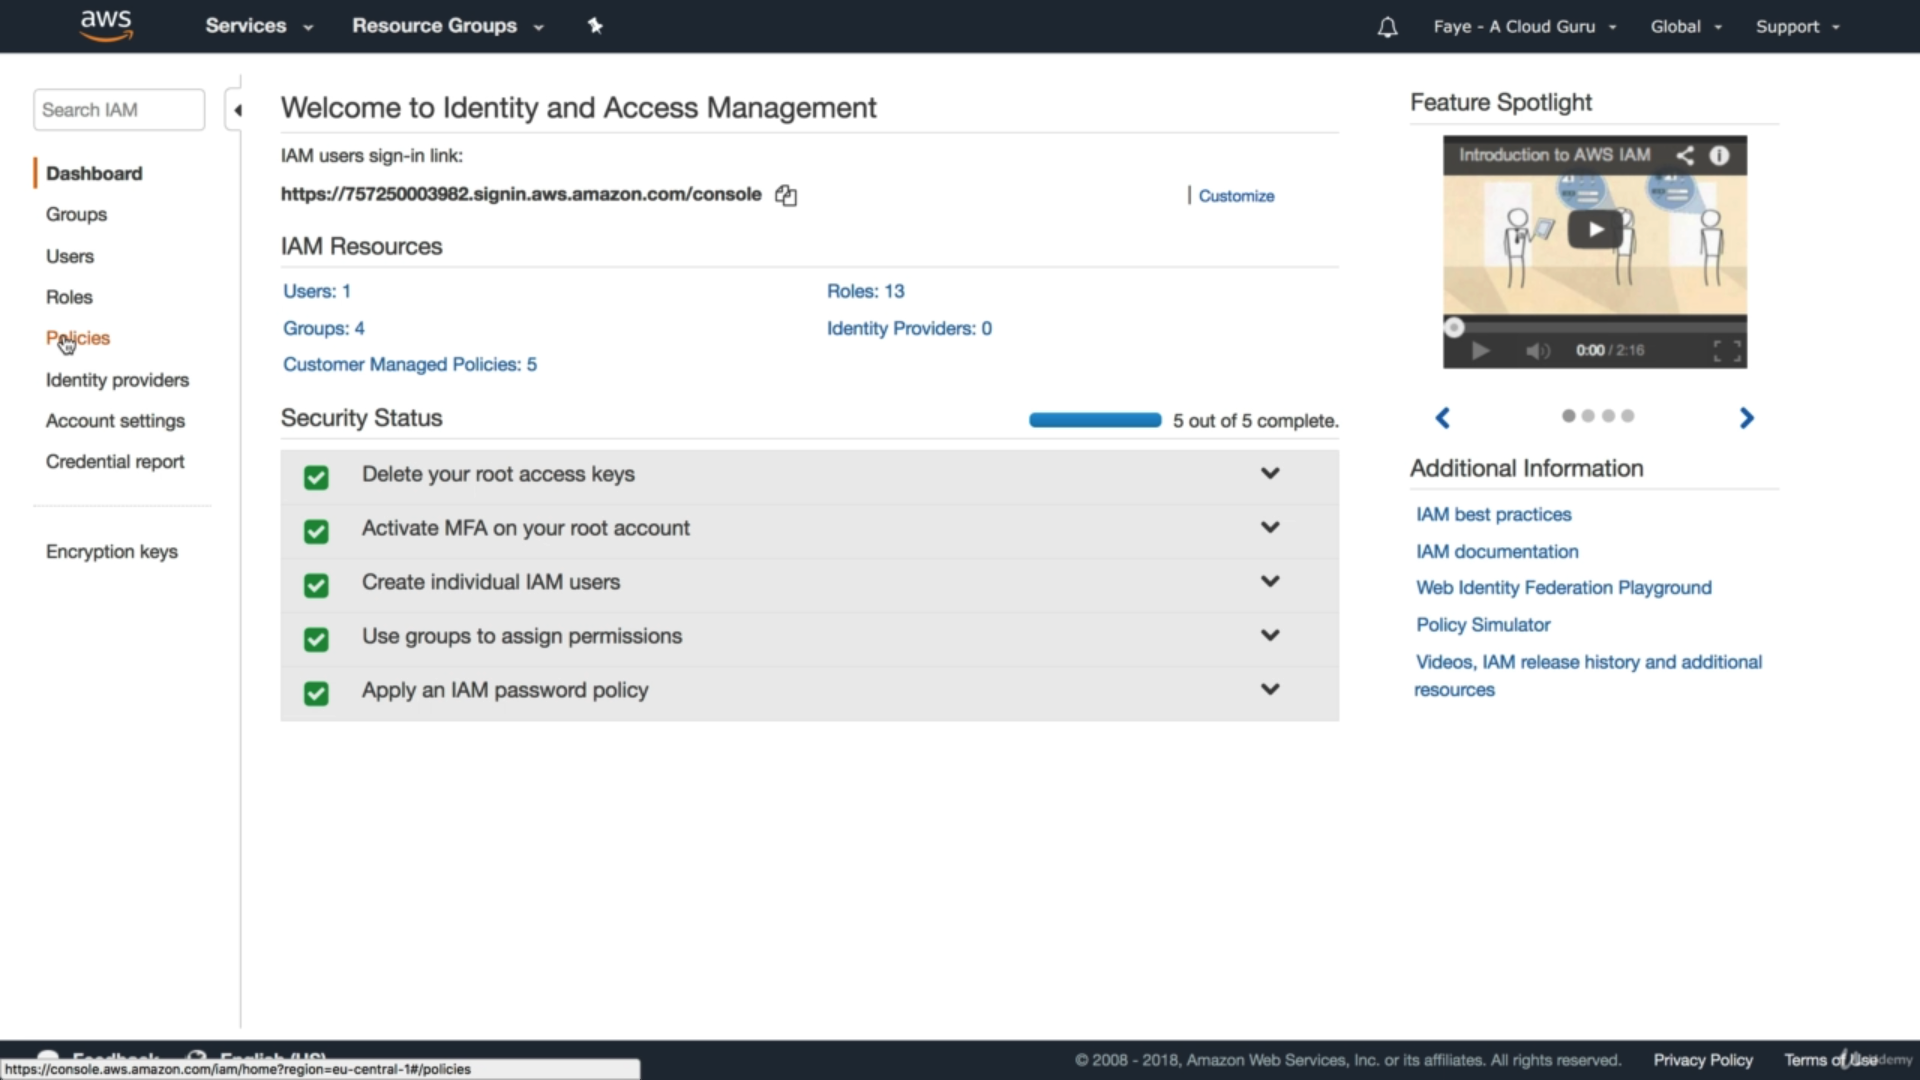 aws
Services
Resource Groups
Faye - A Cloud Guru
Global
Support
Search IAM
Dashboard
Groups
Users
Roles
Policies
Identity providers
Account settings
Credential report
Encryption keys
Welcome to Identity and Access Management
IAM users sign-in link:
https://757250003982.signin.aws.amazon.com/console
Customize
IAM Resources
Users: 1
Roles: 13
Groups: 4
Identity Providers: 0
Customer Managed Policies: 5
Security Status
5 out of 5 complete.
Delete your root access keys
Activate MFA on your root account
Create individual IAM users
Use groups to assign permissions
Apply an IAM password policy
Feature Spotlight
Introduction to AWS IAM
0:00 / 2:16
Additional Information
IAM best practices
IAM documentation
Web Identity Federation Playground
Policy Simulator
Videos, IAM release history and additional
resources
Feedback
English (US)
© 2008 - 2018, Amazon Web Services, Inc. or its affiliates. All rights reserved.
Privacy Policy
Terms of Use
https://console.aws.amazon.com/iam/home?region=eu-central-1#/policies